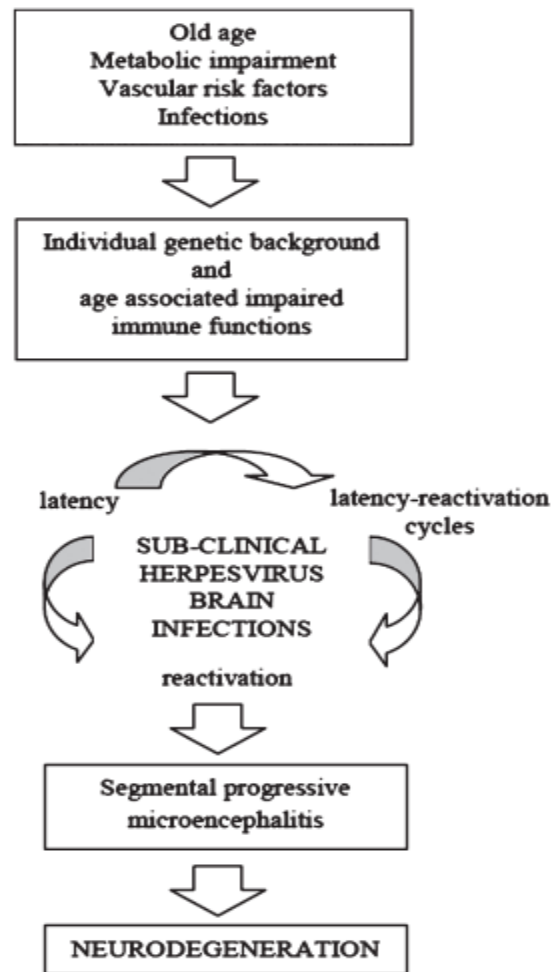 Old age
Metabolic impairment
Vascular risk factors
Infections
Individual genetic background
and
age associated impaired
immune functions
latency
latency-reactivation
cycles
SUB-CLINICAL
HERPESVIRUS
BRAIN
INFECTIONS
reactivation
Segmental progressive
microencephalitis
NEURODEGENERATION